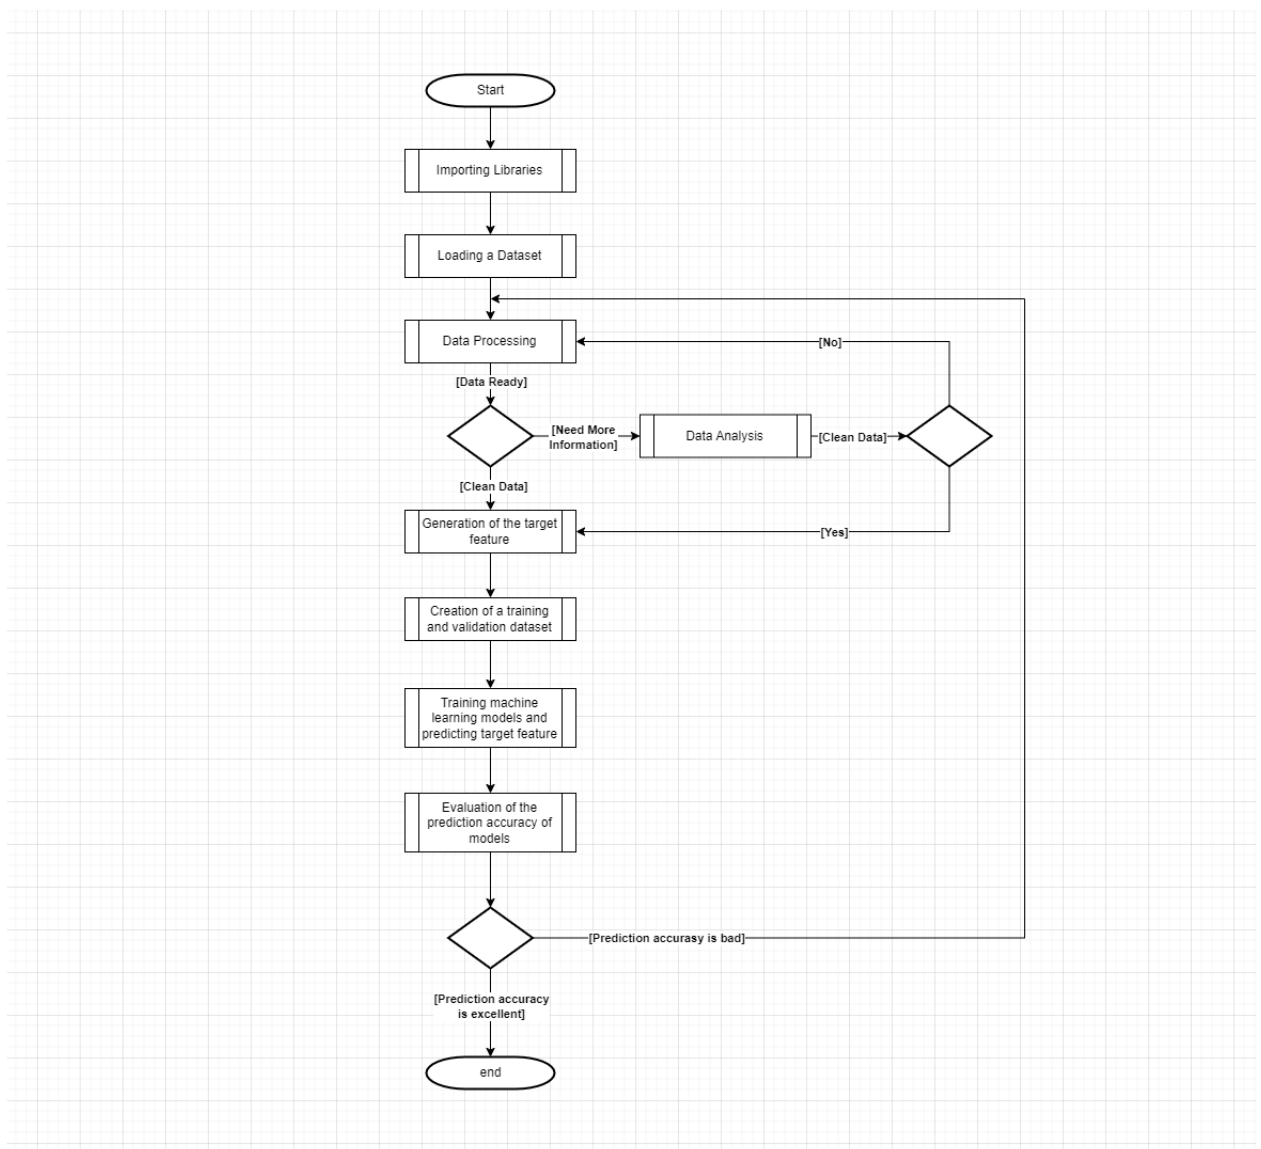 Start
Importing Libraries
Loading a Dataset
Data Processing
[No]
[Data Ready]
[Need More
Information]
Data Analysis
[Clean Data]
[Clean Data]
Generation of the target
feature
[Yes]
Creation of a training
and validation dataset
Training machine
learning models and
predicting target feature
Evaluation of the
prediction accuracy of
models
[Prediction accurasy is bad]
[Prediction accuracy
is excellent]
end